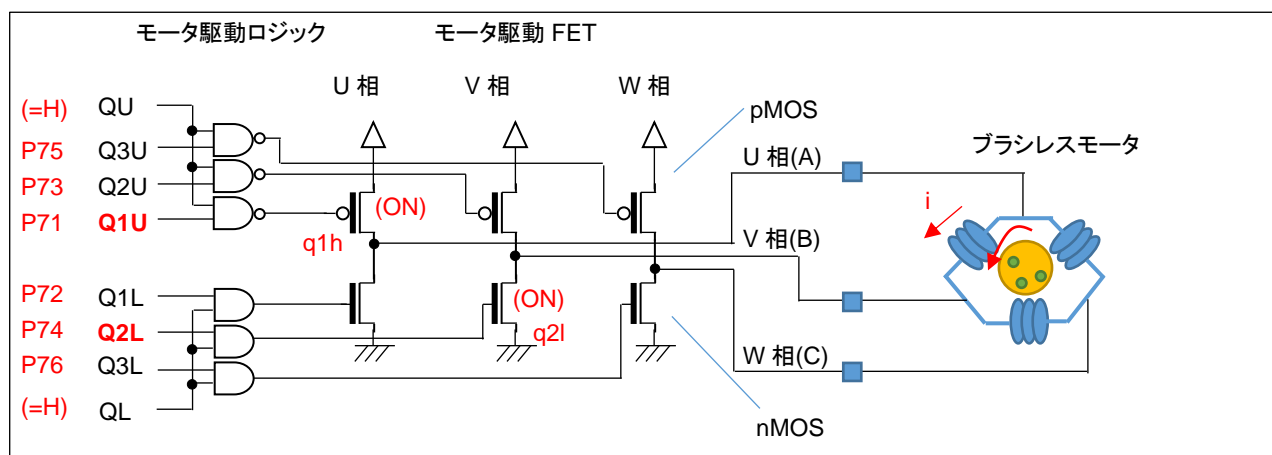 モータ駆動ロジック
モータ駆動 FET
U 相
V 相
W 相
pMOS
ブラシレスモータ
(=H) QU
P75 Q3U
P73 Q2U
P71 Q1U
(ON)
q1h
U 相(A)
i
V 相(B)
P72 Q1L
P74 Q2L
P76 Q3L
(=H) QL
(ON)
q2l
W 相(C)
nMOS